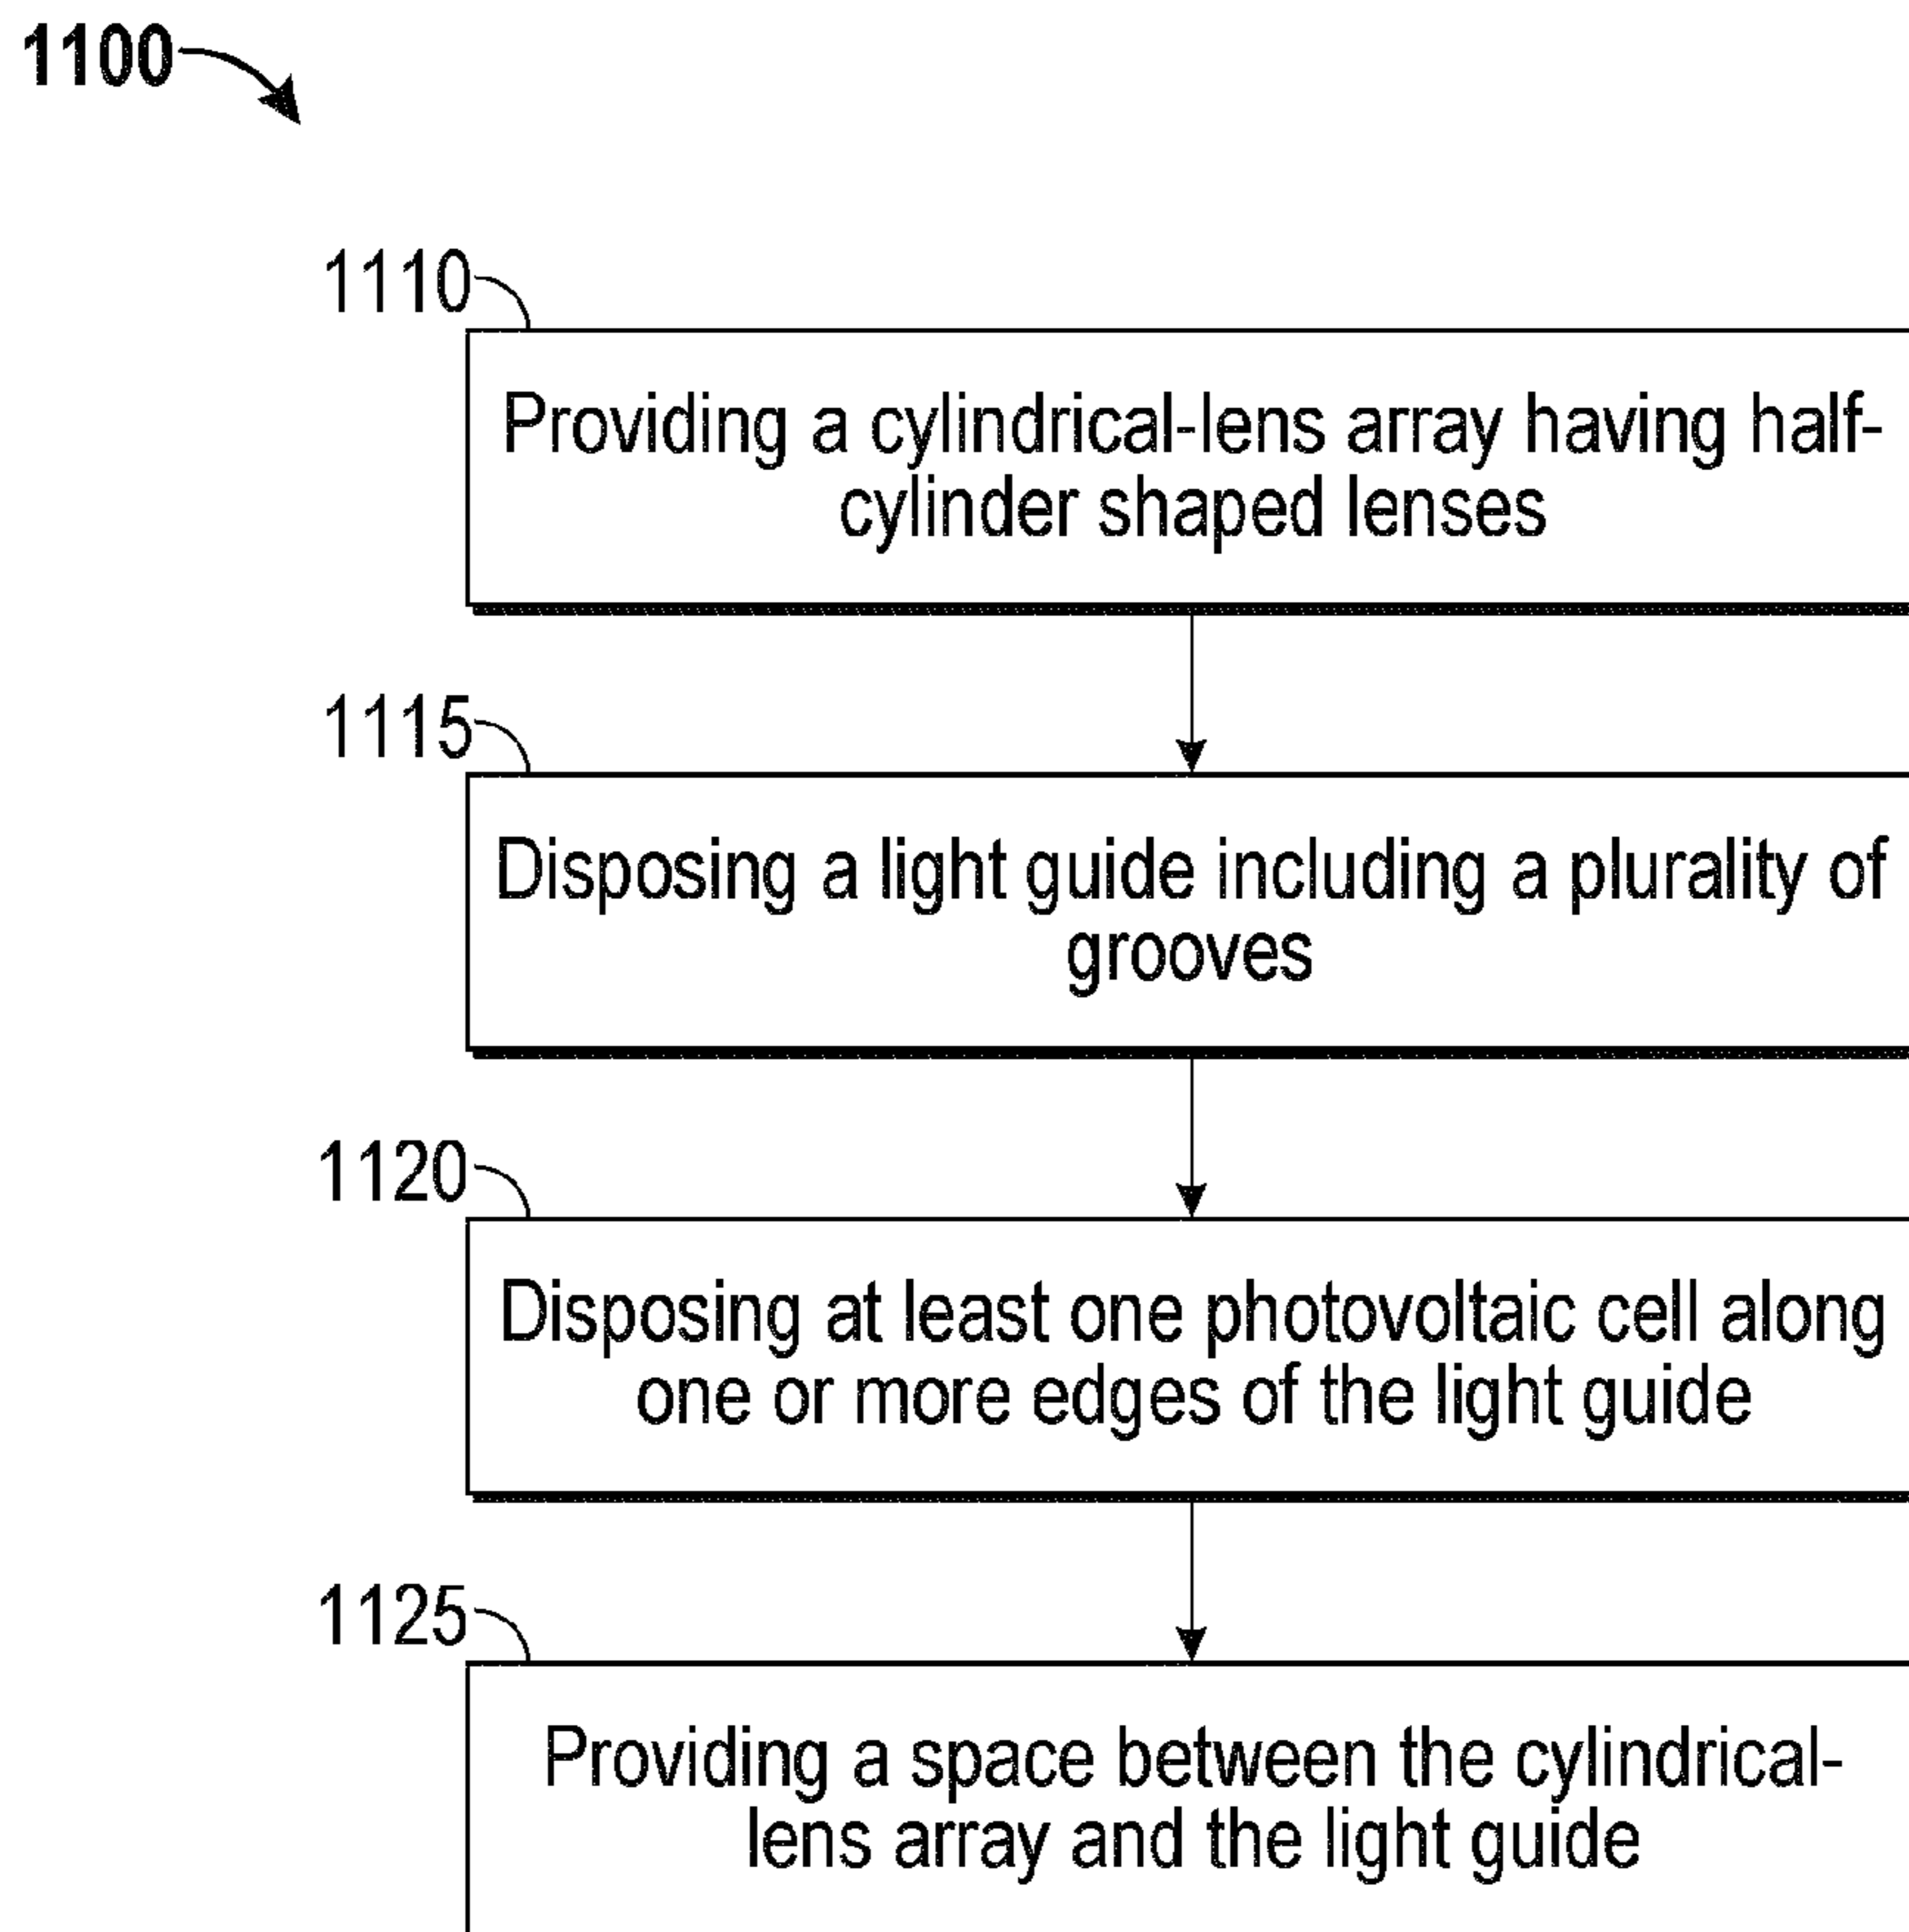 1100
1110
Providing a cylindrical-lens array having half-
cylinder shaped lenses
1115
Disposing a light guide including a plurality of
grooves
1120
Disposing at least one photovoltaic cell along
one or more edges of the light guide
1125
Providing a space between the cylindrical-
lens array and the light guide